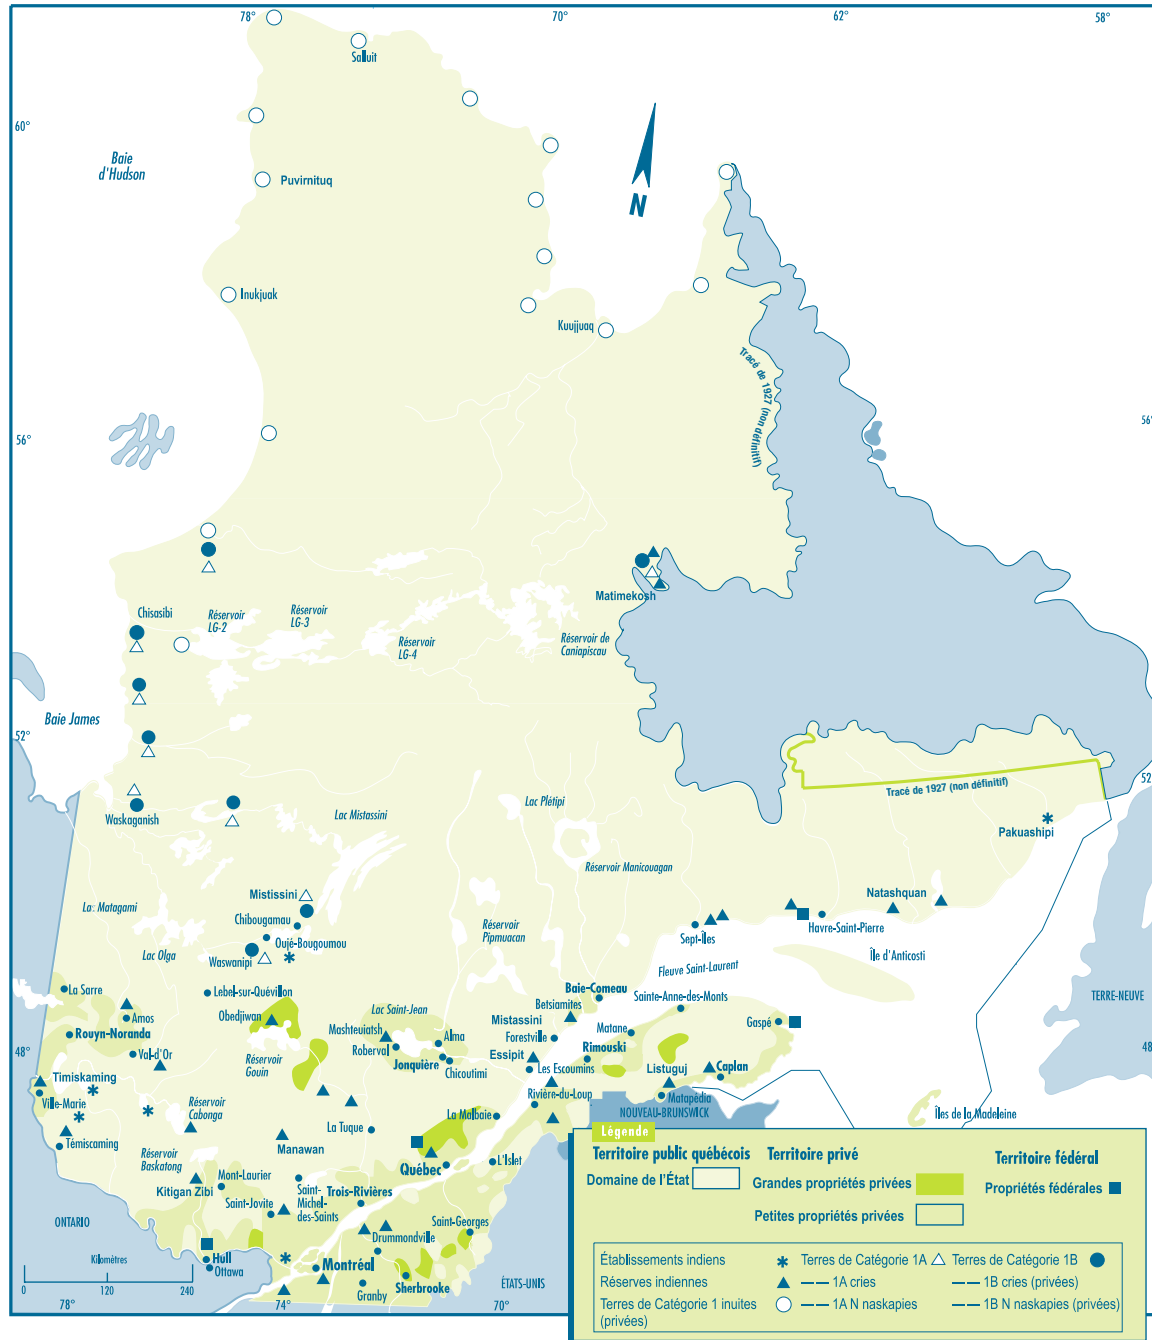 78°
70°
62°
58°
Salluit
60°
Baie
d'Hudson
Puvirnituq
N
Inukjuak
Kuujjuaq
Tracé de 1927 (non définitif)
56°
56°
Matimekosh
Chisasibi
Réservoir
LG-2
Réservoir
LG-3
Réservoir
LG-4
Réservoir de
Caniapiscau
Baie James
52°
52
Tracé de 1927 (non définitif)
Waskaganish
Lac Mistassini
Lac Plétipi
Pakuashipi
Réservoir Manicouagan
Mistissini
Natashquan
Lac Matagami
Chibougamau
Oujé-Bougoumou
Réservoir
Pipmuacan
Sept-Îles
Havre-Saint-Pierre
Lac Olga
Waswanipi
Île d'Anticosti
Fleuve Saint-Laurent
La Sarre
Lebel-sur-Quévillon
Baie-Comeau
Sainte-Anne-des-Monts
TERRE-NEUVE
Amos
Obedjiwan
Lac Saint-Jean
Betsiamites
Mistassini
Gaspé
Rouyn-Noranda
Mashteuiatsh
Alma
Forestville
Matane
48°
48
Val-d'Or
Roberval
Essipit
Rimouski
Réservoir
Gouin
Jonquière
Chicoutimi
Les Escoumins
Listuguj
Caplan
Timiskaming
Ville-Marie
Réservoir
Cabonga
Rivière-du-Loup
Matapédia
La Malbaie
NOUVEAU-BRUNSWICK
Îles de la Madeleine
La Tuque
Témiscaming
Manawan
Réservoir
Baskatong
Québec
L'Islet
Mont-Laurier
Kitigan Zibi
Saint-
Michel-
des-Saints
Trois-Rivières
Saint-Jovite
ONTARIO
Saint-Georges
Drummondville
Kilomètres
Hull
Ottawa
Montréal
Sherbrooke
Granby
ÉTATS-UNIS
0
120
240
78°
74°
70°
Légende
Territoire public québécois
Territoire privé
Territoire fédéral
Domaine de l'État
Grandes propriétés privées
Propriétés fédérales
Petites propriétés privées
Établissements indiens
Terres de Catégorie 1A
Terres de Catégorie 1B
Réserves indiennes
— — 1A cries
— — 1B cries (privées)
Terres de Catégorie 1 inuites
(privées)
— — 1A N naskapies
— — 1B N naskapies (privées)